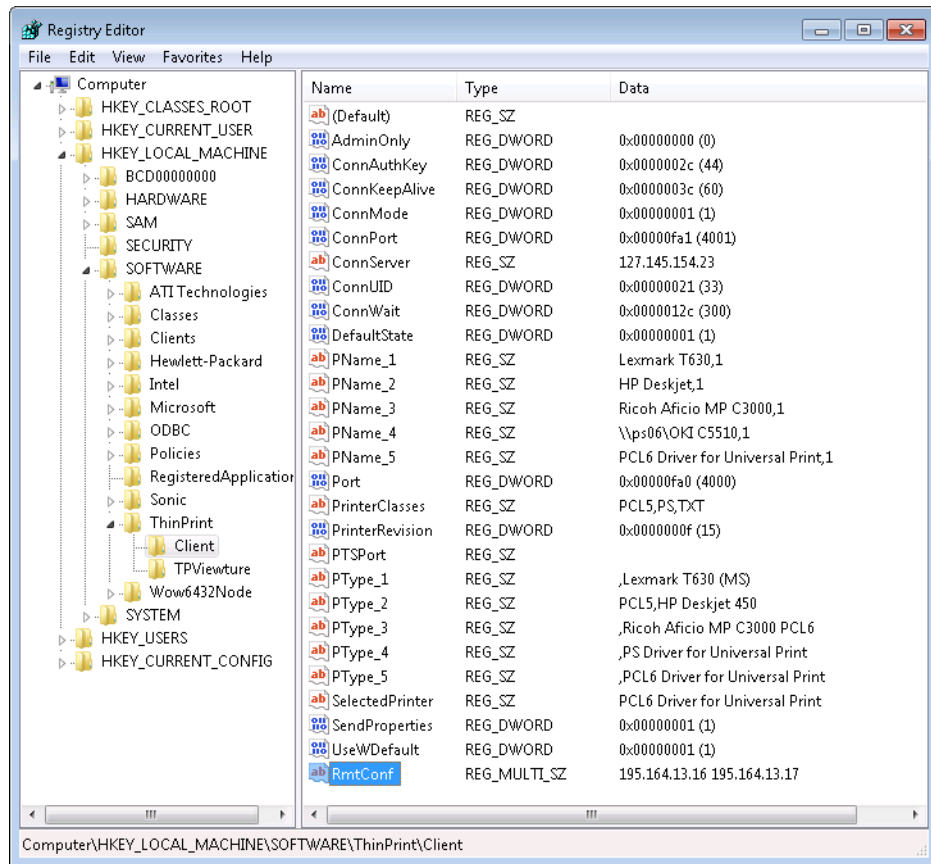 Registry Editor
File Edit View Favorites Help
Computer
HKEY_CLASSES_ROOT
HKEY_CURRENT_USER
HKEY_LOCAL_MACHINE
BCD00000000
HARDWARE
SAM
SECURITY
SOFTWARE
ATI Technologies
Classes
Clients
Hewlett-Packard
Intel
Microsoft
ODBC
Policies
RegisteredApplication
Sonic
ThinPrint
Client
TPViewture
Wow6432Node
SYSTEM
HKEY_USERS
HKEY_CURRENT_CONFIG
Name Type Data
(Default) REG_SZ
AdminOnly REG_DWORD 0x00000000 (0)
ConnAuthKey REG_DWORD 0x0000002c (44)
ConnKeepAlive REG_DWORD 0x0000003c (60)
ConnMode REG_DWORD 0x00000001 (1)
ConnPort REG_DWORD 0x00000fa1 (4001)
ConnServer REG_SZ 127.145.154.23
ConnUID REG_DWORD 0x00000021 (33)
ConnWait REG_DWORD 0x0000012c (300)
DefaultState REG_DWORD 0x00000001 (1)
PName_1 REG_SZ Lexmark T630,1
PName_2 REG_SZ HP Deskjet,1
PName_3 REG_SZ Ricoh Aficio MP C3000,1
PName_4 REG_SZ \\ps06\OKI C5510,1
PName_5 REG_SZ PCL6 Driver for Universal Print,1
Port REG_DWORD 0x00000fa0 (4000)
PrinterClasses REG_SZ PCL5,PS,TXT
PrinterRevision REG_DWORD 0x0000000f (15)
PTSPort REG_SZ
PType_1 REG_SZ ,Lexmark T630 (MS)
PType_2 REG_SZ PCL5,HP Deskjet 450
PType_3 REG_SZ ,Ricoh Aficio MP C3000 PCL6
PType_4 REG_SZ ,PS Driver for Universal Print
PType_5 REG_SZ ,PCL6 Driver for Universal Print
SelectedPrinter REG_SZ PCL6 Driver for Universal Print
SendProperties REG_DWORD 0x00000001 (1)
UseWDefault REG_DWORD 0x00000001 (1)
RmtConf REG_MULTI_SZ 195.164.13.16 195.164.13.17
Computer\HKEY_LOCAL_MACHINE\SOFTWARE\ThinPrint\Client